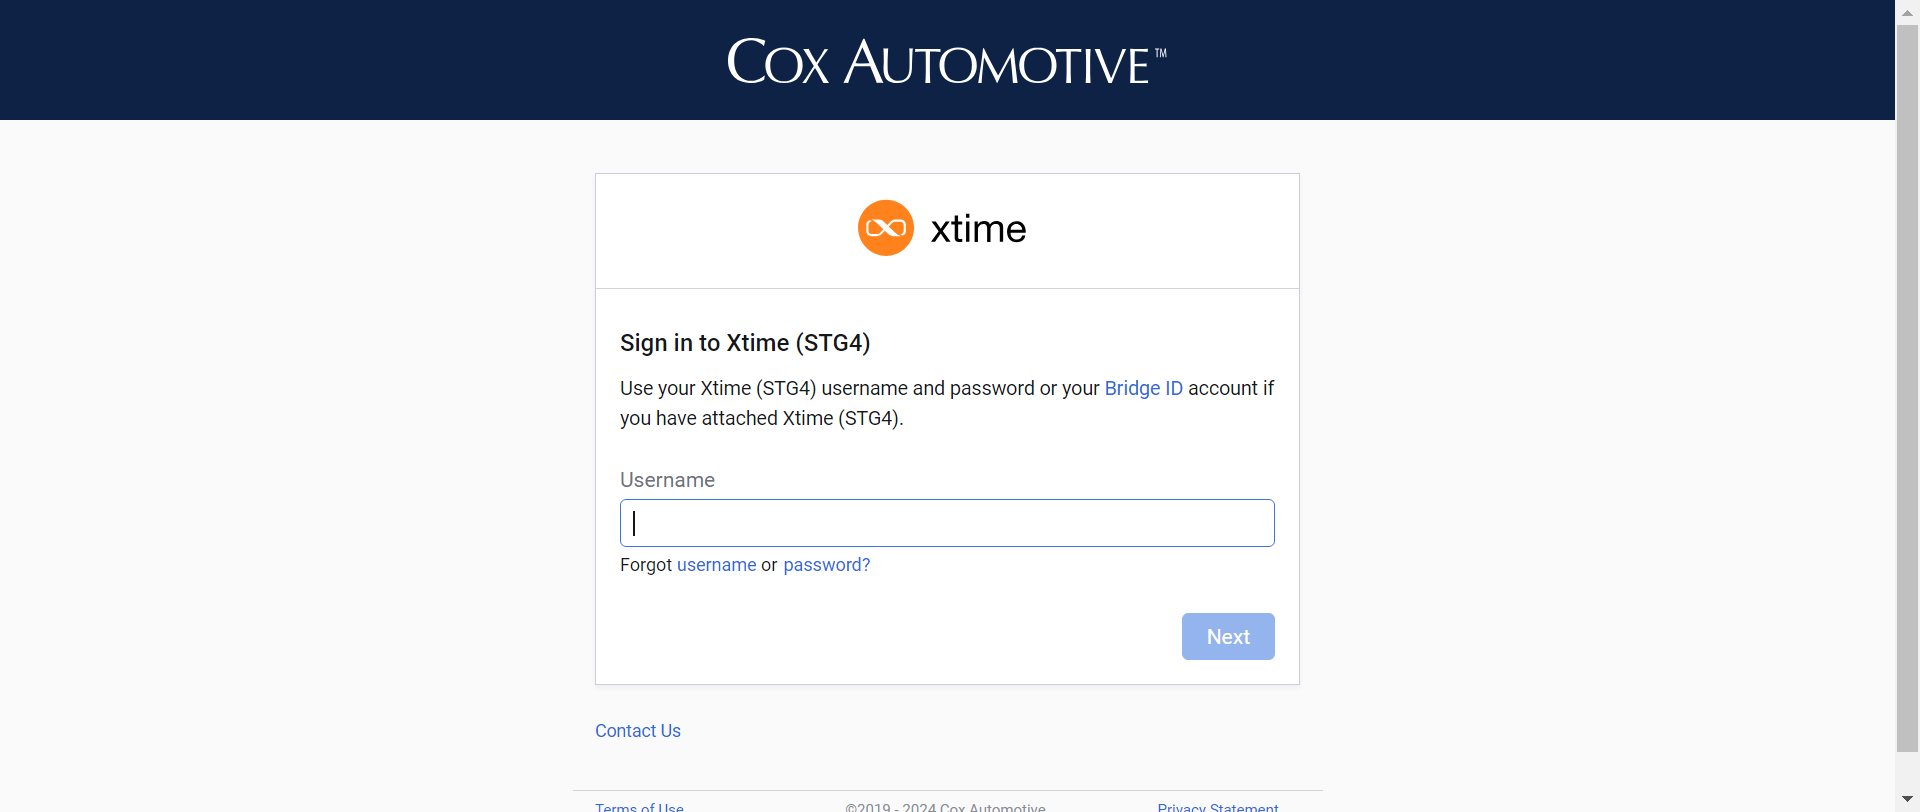 COX AUTOMOTIVE™
xtime
Sign in to Xtime (STG4)
Use your Xtime (STG4) username and password or your Bridge ID account if
you have attached Xtime (STG4).
Username
Forgot username or password?
Next
Contact Us
Terms of Use ©2019 - 2024 Cox Automotive Privacy Statement